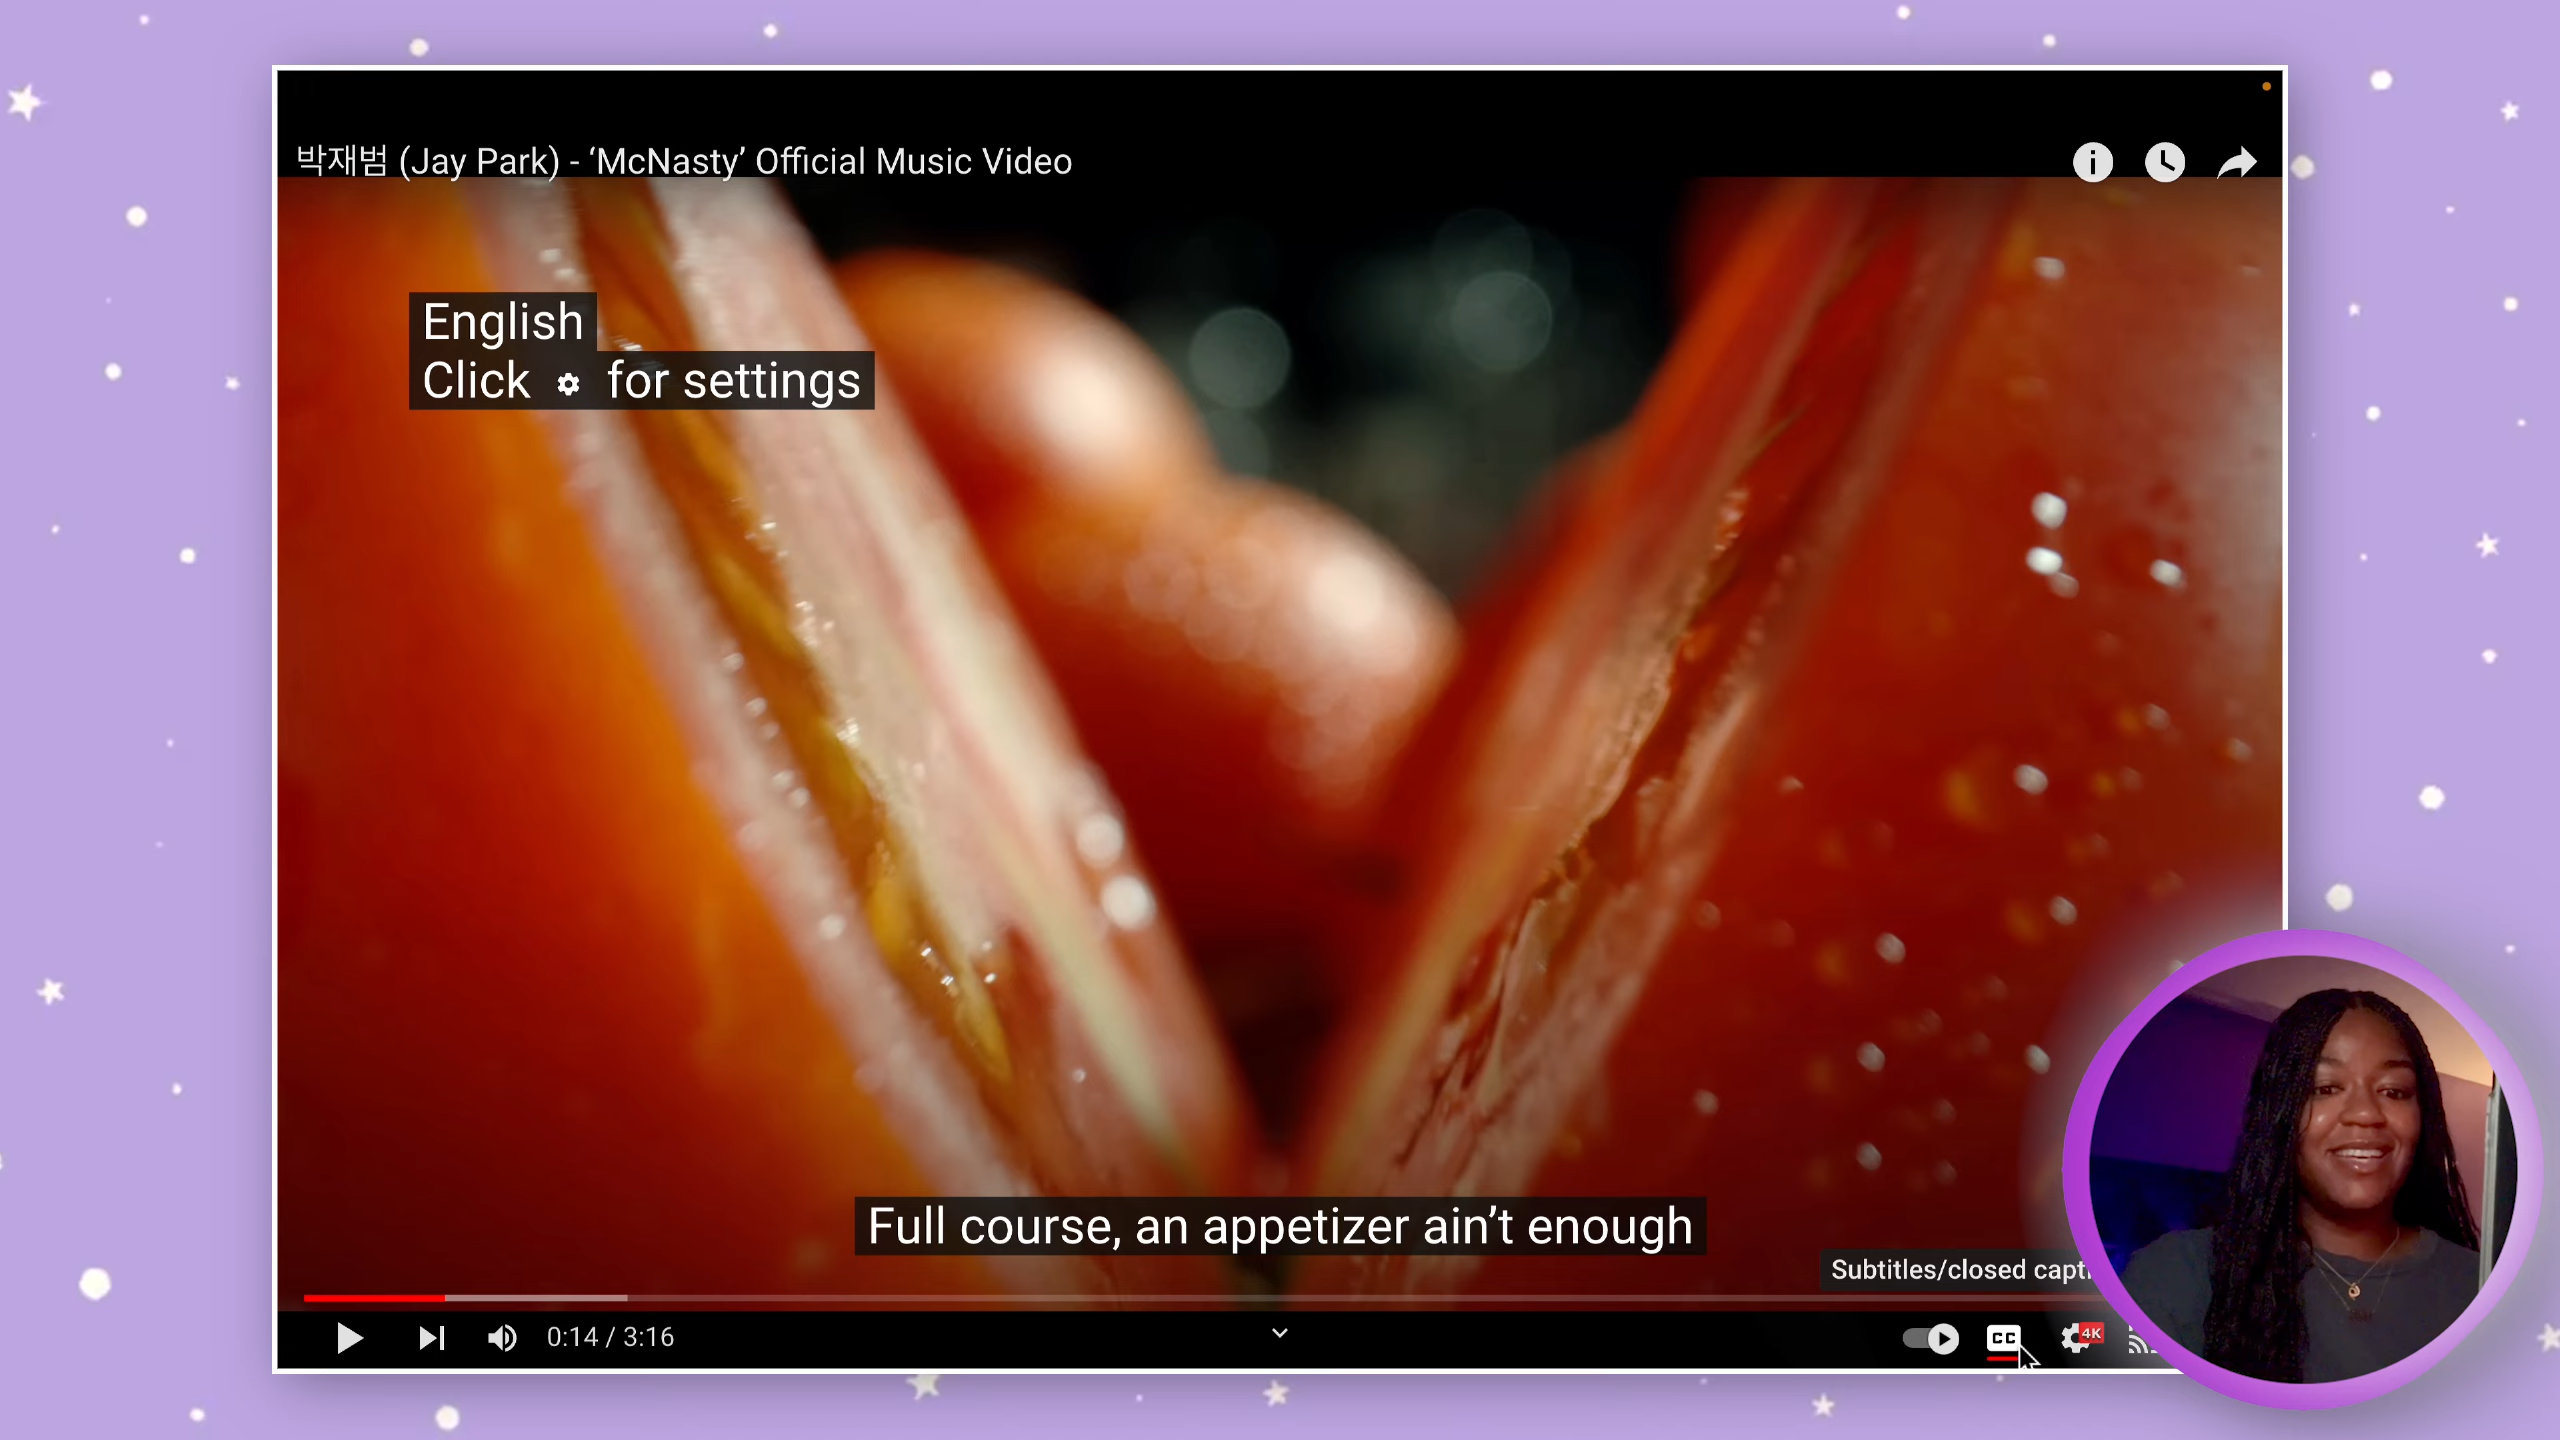 박재범 (Jay Park) - ‘McNasty’ Official Music Video
English
Click for settings
Full course, an appetizer ain’t enough
Subtitles/closed
0:14 / 3:16
CC
4K